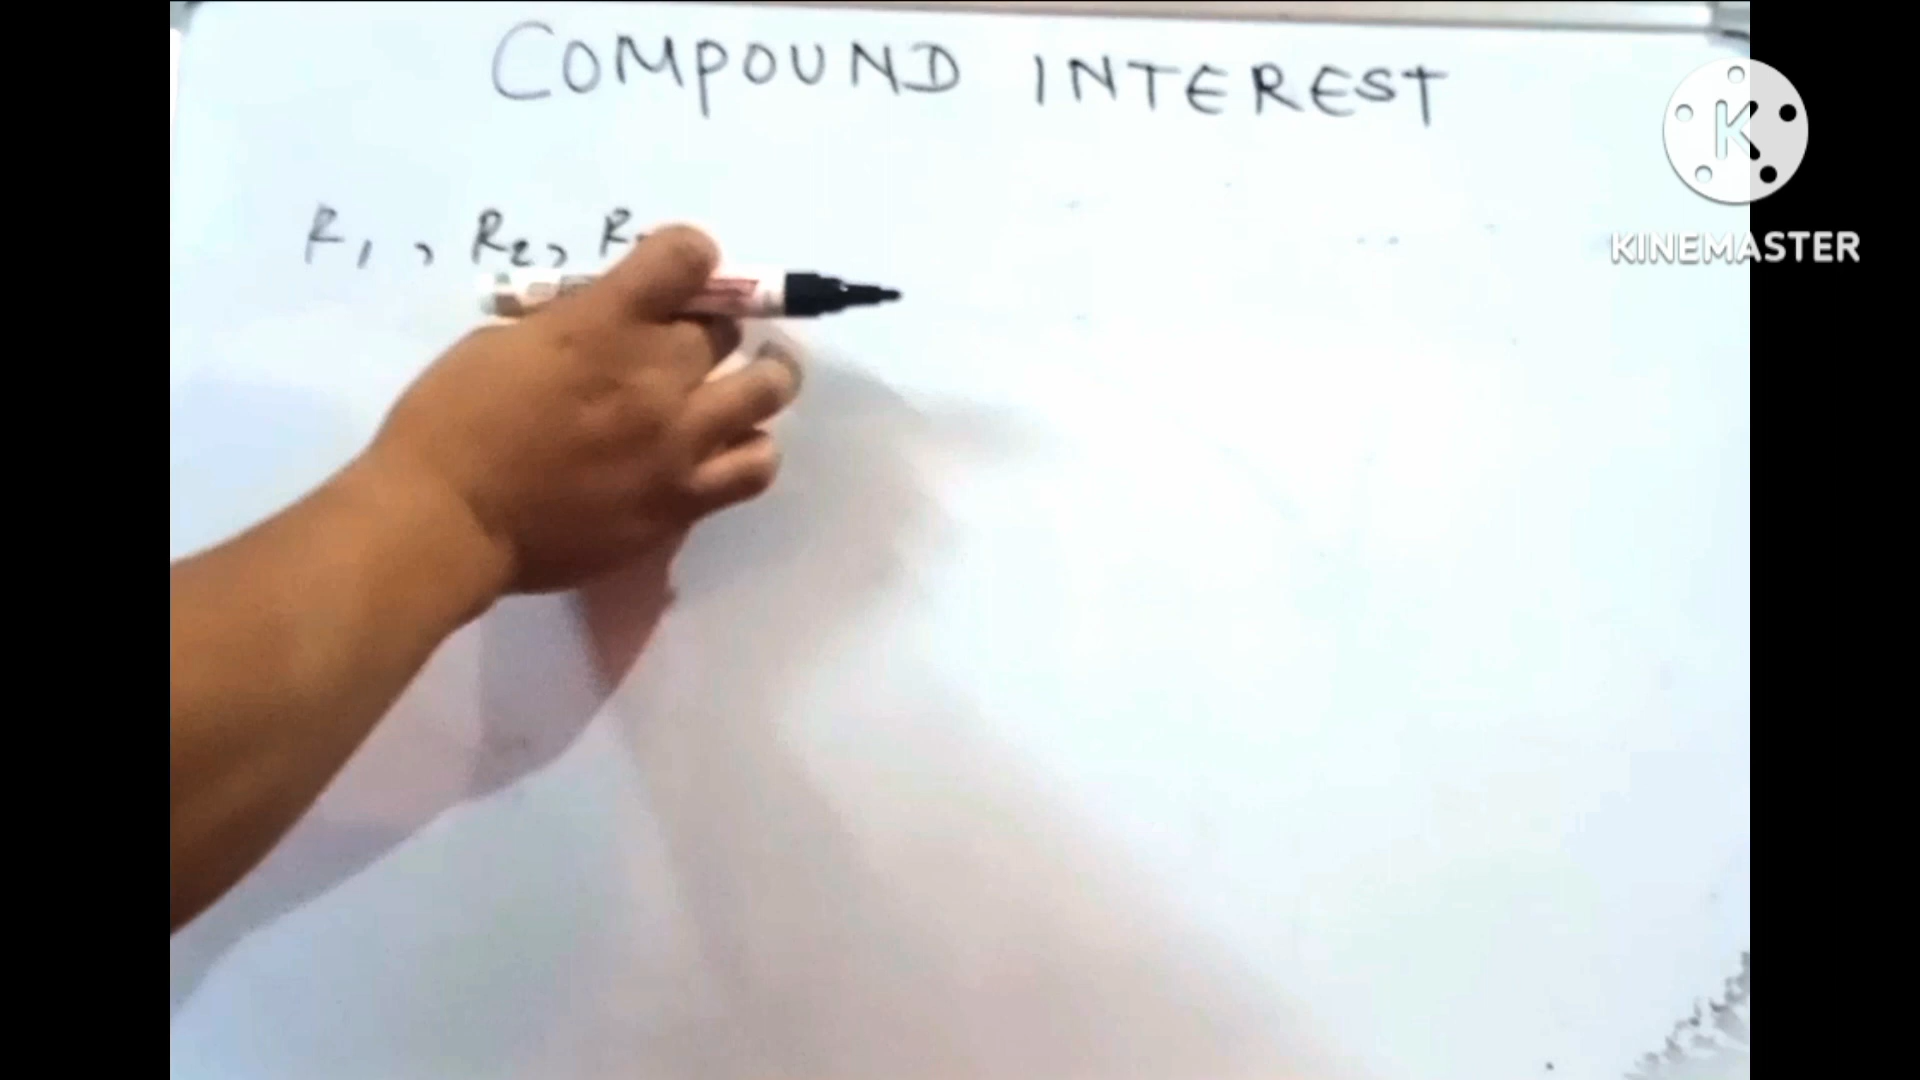 COMPOUND INTEREST
K
KINEMASTER
R1, R2, R